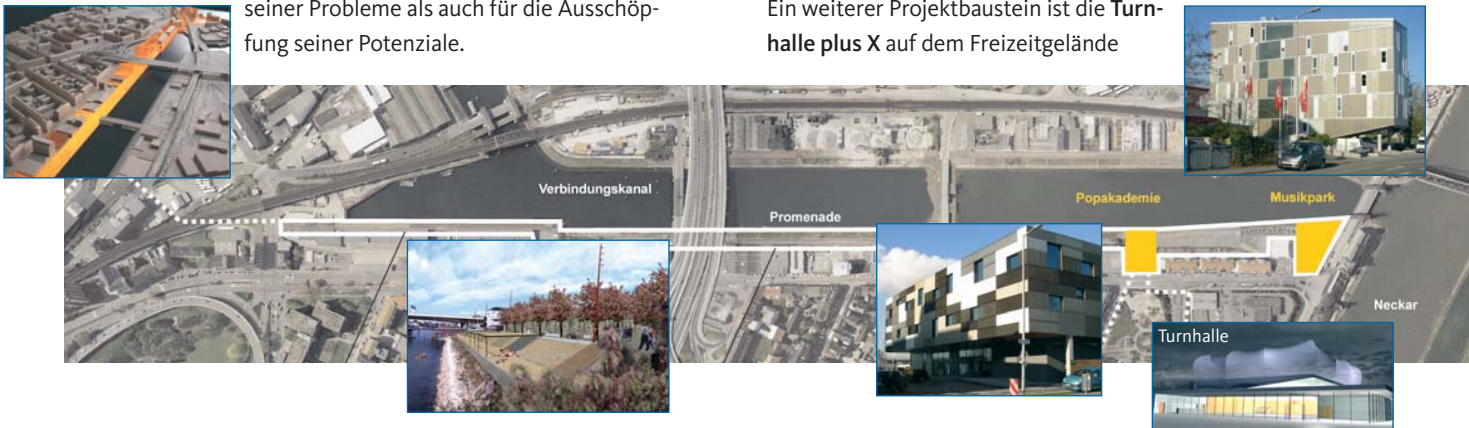 seiner Probleme als auch für die Ausschöp-
fung seiner Potenziale.
Ein weiterer Projektbaustein ist die Turn-
halle plus X auf dem Freizeitgelände
Verbindungskanal
Promenade
Popakademie
Musikpark
Neckar
Turnhalle